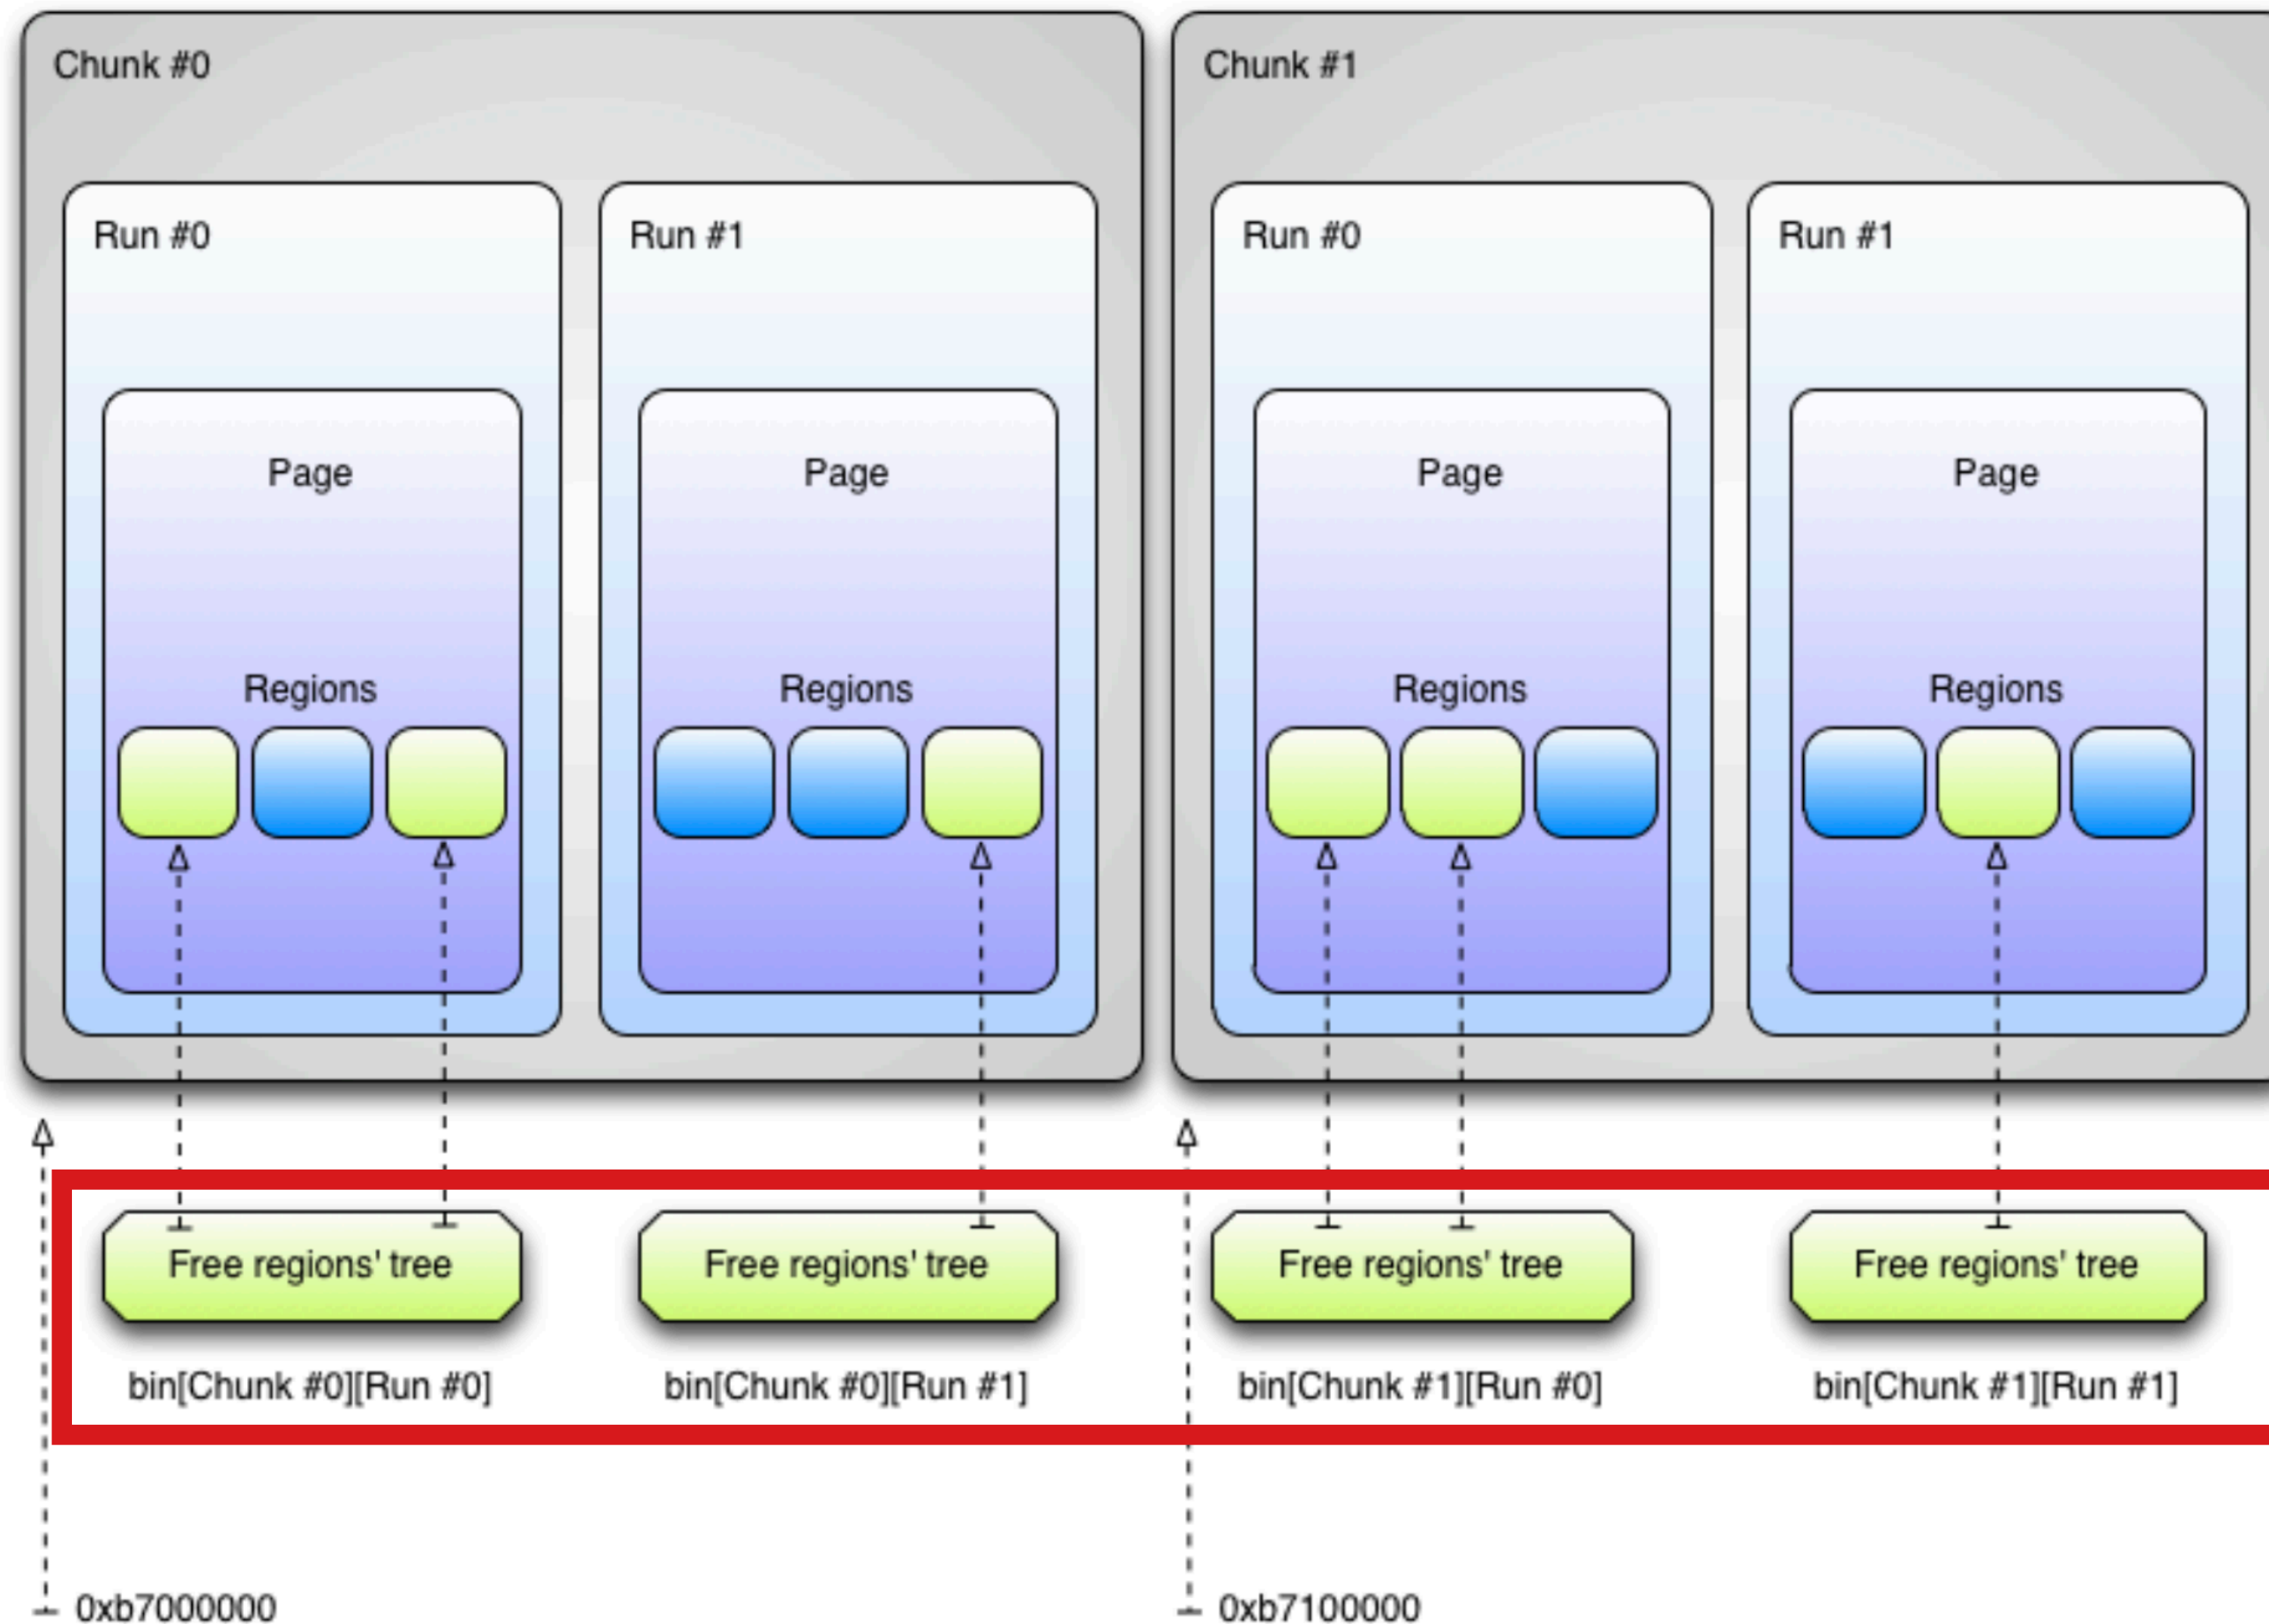 Chunk #0
Chunk #1
Run #0
Run #1
Run #0
Run #1
Page
Page
Page
Page
Regions
Regions
Regions
Regions
Free regions' tree
Free regions' tree
Free regions' tree
Free regions' tree
bin[Chunk #0][Run #0]
bin[Chunk #0][Run #1]
bin[Chunk #1][Run #0]
bin[Chunk #1][Run #1]
0xb7000000
0xb7100000